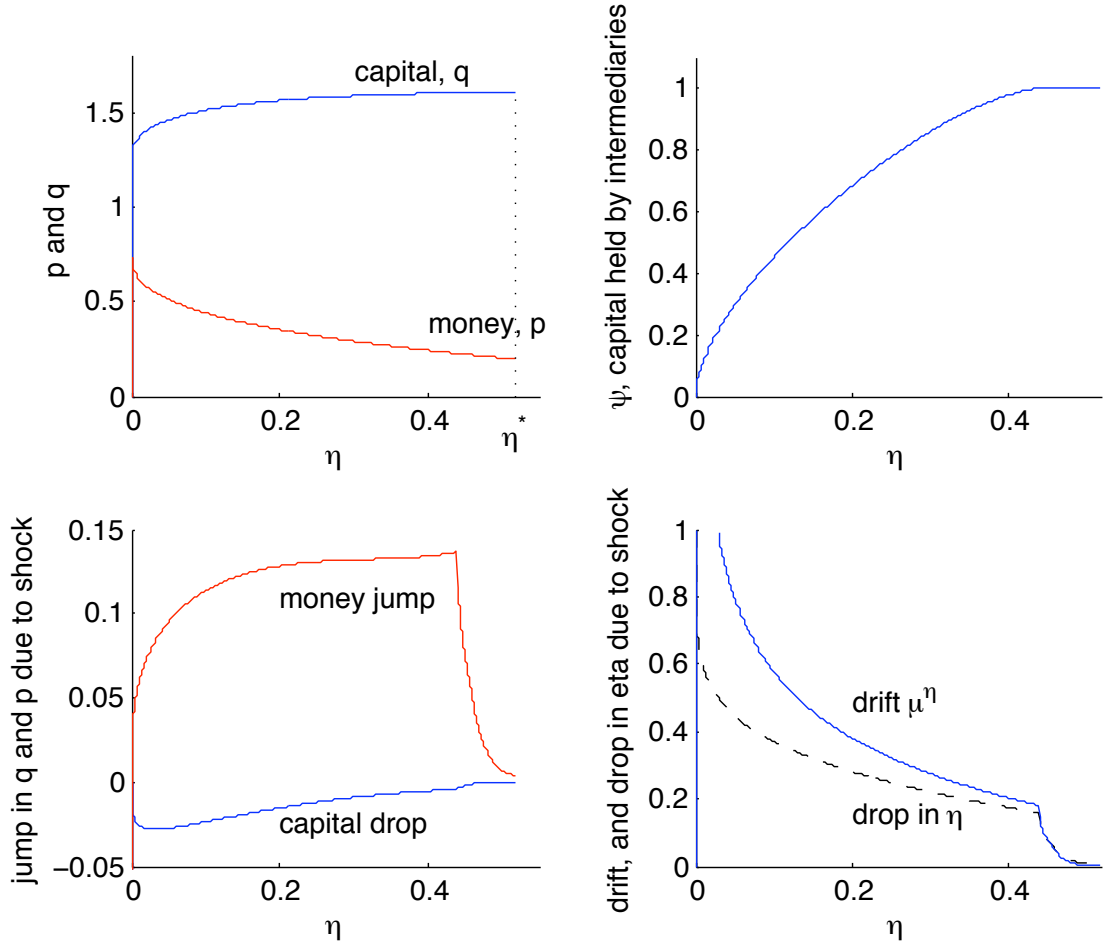 p and q
1.5
1
0.5
0
capital, q
money, p
0
0.2
0.4
η*
η
ψ, capital held by intermediaries
1
0.8
0.6
0.4
0.2
0
0
0.2
0.4
η
jump in q and p due to shock
0.15
0.1
0.05
0
−0.05
money jump
capital drop
0
0.2
0.4
η
drift, and drop in eta due to shock
1
0.8
0.6
0.4
0.2
0
drift μ^η
drop in η
0
0.2
0.4
η